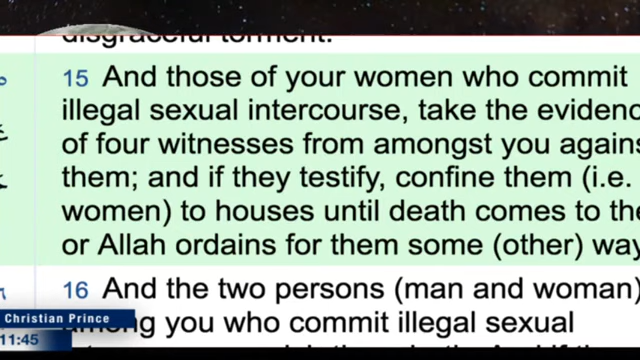 disgraceful torment.
15 And those of your women who commit
illegal sexual intercourse, take the evidenc
of four witnesses from amongst you agains
them; and if they testify, confine them (i.e.
women) to houses until death comes to the
or Allah ordains for them some (other) way
16 And the two persons (man and woman)
among you who commit illegal sexual
Christian Prince
11:45